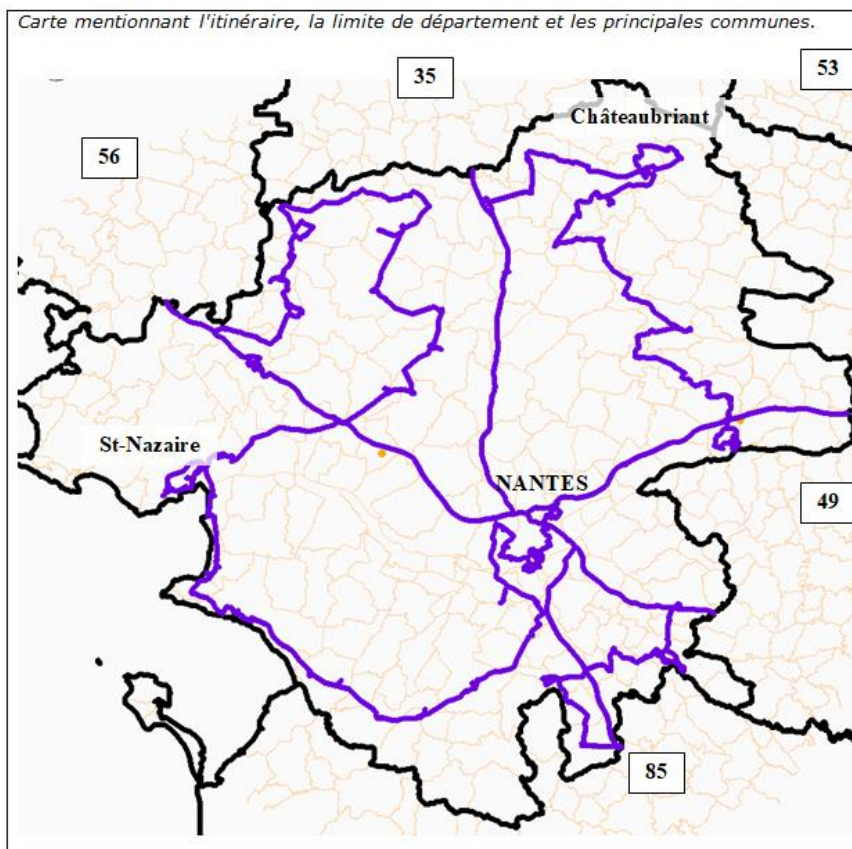 Carte mentionnant l'itinéraire, la limite de département et les principales communes.
35
53
Châteaubriant
56
St-Nazaire
NANTES
49
85